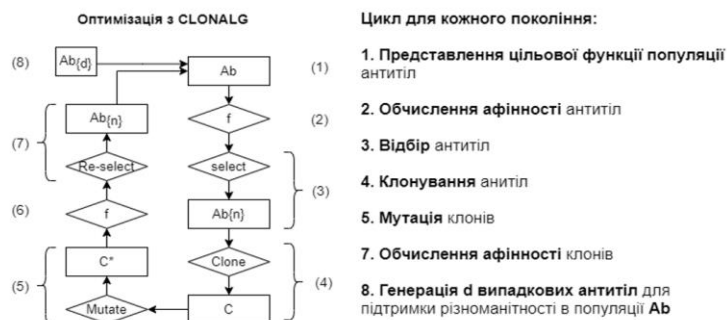 Оптимізація з CLONALG
(8)
Ab{d}
Ab
(1)
Ab{n}
f
(2)
(7)
Re-select
select
(3)
(6)
f
Ab{n}
C*
Clone
(5)
(4)
Mutate
C
Цикл для кожного покоління:
1. Представлення цільової функції популяції
антитіл
2. Обчислення афінності антитіл
3. Відбір антитіл
4. Клонування анитіл
5. Мутація клонів
7. Обчислення афінності клонів
8. Генерація d випадкових антитіл для
підтримки різноманітності в популяції Ab